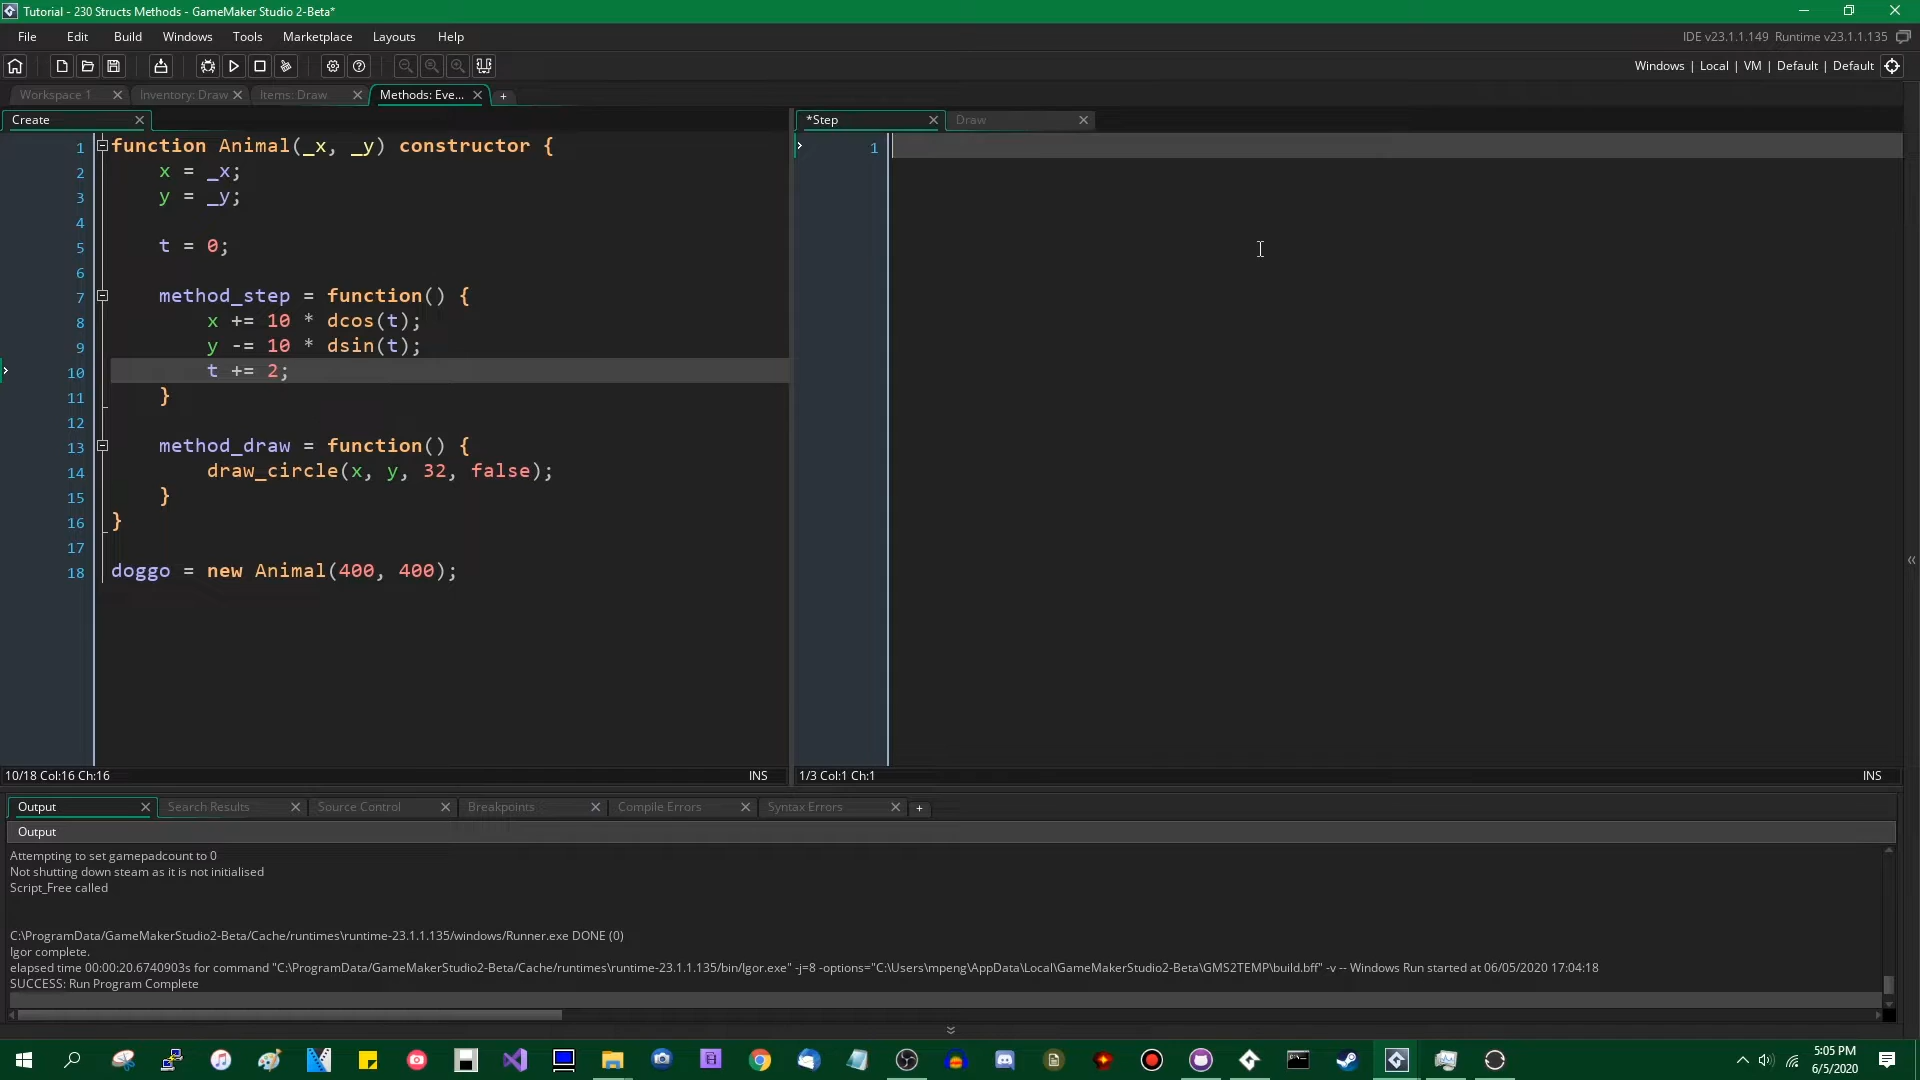 Tutorial - 230 Structs Methods - GameMaker Studio 2-Beta*
File Edit Build Windows Tools Marketplace Layouts Help
IDE v23.1.1.149 Runtime v23.1.1.135
Windows | Local | VM | Default | Default
Workspace 1 Inventory: Draw Items: Draw Methods: Eve...
Create
*Step Draw
1 function Animal(_x, _y) constructor {
2 x = _x;
3 y = _y;
4
5 t = 0;
6
7 method_step = function() {
8 x += 10 * dcos(t);
9 y -= 10 * dsin(t);
10 t += 2;
11 }
12
13 method_draw = function() {
14 draw_circle(x, y, 32, false);
15 }
16 }
17
18 doggo = new Animal(400, 400);
1
10/18 Col:16 Ch:16 INS
1/3 Col:1 Ch:1 INS
Output Search Results Source Control Breakpoints Compile Errors Syntax Errors
Output
Attempting to set gamepadcount to 0
Not shutting down steam as it is not initialised
Script_Free called
C:\ProgramData/GameMakerStudio2-Beta/Cache/runtimes\runtime-23.1.1.135/windows/Runner.exe DONE (0)
Igor complete.
elapsed time 00:00:20.6740903s for command "C:\ProgramData/GameMakerStudio2-Beta/Cache/runtimes\runtime-23.1.1.135/bin/Igor.exe" -j=8 -options="C:\Users\mpeng\AppData\Local\GameMakerStudio2-Beta\GMS2TEMP\build.bff" -v -- Windows Run started at 06/05/2020 17:04:18
SUCCESS: Run Program Complete
5:05 PM
6/5/2020